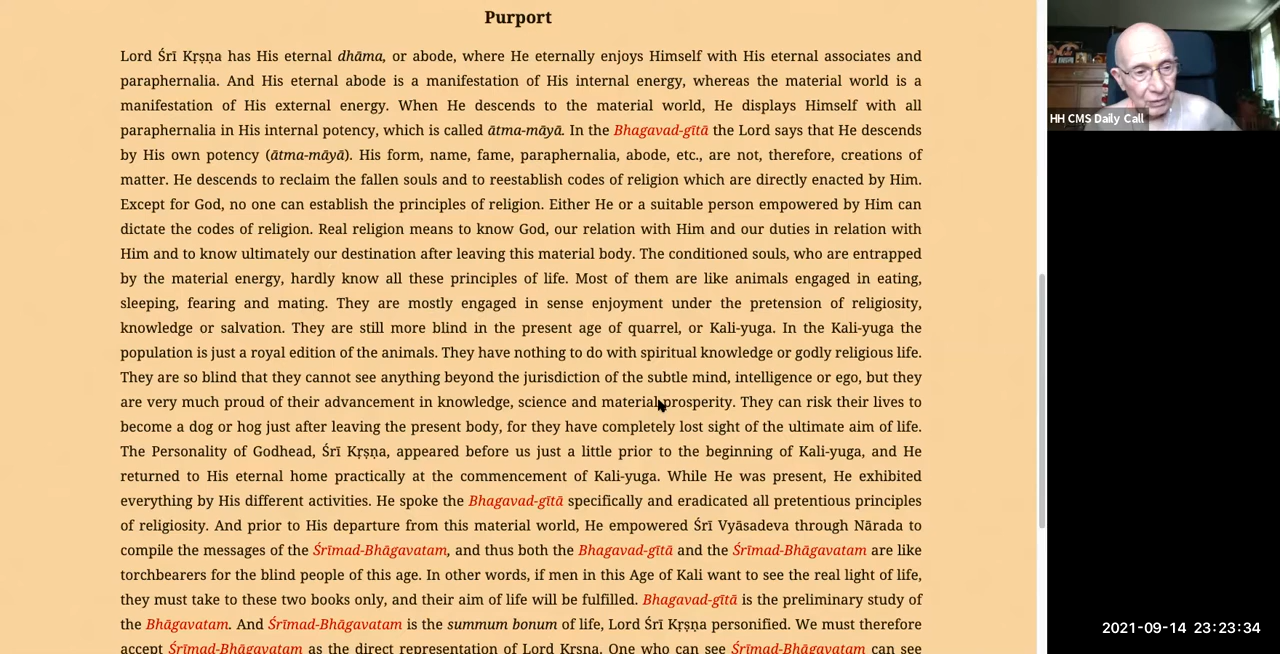 Purport
Lord Śrī Kṛṣṇa has His eternal dhāma, or abode, where He eternally enjoys Himself with His eternal associates and
paraphernalia. And His eternal abode is a manifestation of His internal energy, whereas the material world is a
manifestation of His external energy. When He descends to the material world, He displays Himself with all
paraphernalia in His internal potency, which is called ātma-māyā. In the Bhagavad-gītā the Lord says that He descends
by His own potency (ātma-māyā). His form, name, fame, paraphernalia, abode, etc., are not, therefore, creations of
matter. He descends to reclaim the fallen souls and to reestablish codes of religion which are directly enacted by Him.
Except for God, no one can establish the principles of religion. Either He or a suitable person empowered by Him can
dictate the codes of religion. Real religion means to know God, our relation with Him and our duties in relation with
Him and to know ultimately our destination after leaving this material body. The conditioned souls, who are entrapped
by the material energy, hardly know all these principles of life. Most of them are like animals engaged in eating,
sleeping, fearing and mating. They are mostly engaged in sense enjoyment under the pretension of religiosity,
knowledge or salvation. They are still more blind in the present age of quarrel, or Kali-yuga. In the Kali-yuga the
population is just a royal edition of the animals. They have nothing to do with spiritual knowledge or godly religious life.
They are so blind that they cannot see anything beyond the jurisdiction of the subtle mind, intelligence or ego, but they
are very much proud of their advancement in knowledge, science and material prosperity. They can risk their lives to
become a dog or hog just after leaving the present body, for they have completely lost sight of the ultimate aim of life.
The Personality of Godhead, Śrī Kṛṣṇa, appeared before us just a little prior to the beginning of Kali-yuga, and He
returned to His eternal home practically at the commencement of Kali-yuga. While He was present, He exhibited
everything by His different activities. He spoke the Bhagavad-gītā specifically and eradicated all pretentious principles
of religiosity. And prior to His departure from this material world, He empowered Śrī Vyāsadeva through Nārada to
compile the messages of the Śrīmad-Bhāgavatam, and thus both the Bhagavad-gītā and the Śrīmad-Bhāgavatam are like
torchbearers for the blind people of this age. In other words, if men in this Age of Kali want to see the real light of life,
they must take to these two books only, and their aim of life will be fulfilled. Bhagavad-gītā is the preliminary study of
the Bhāgavatam. And Śrīmad-Bhāgavatam is the summum bonum of life, Lord Śrī Kṛṣṇa personified. We must therefore
accept Śrīmad-Bhāgavatam as the direct representation of Lord Kṛṣṇa. One who can see Śrīmad-Bhāgavatam can see
HH CMS Daily Call
2021-09-14 23:23:34